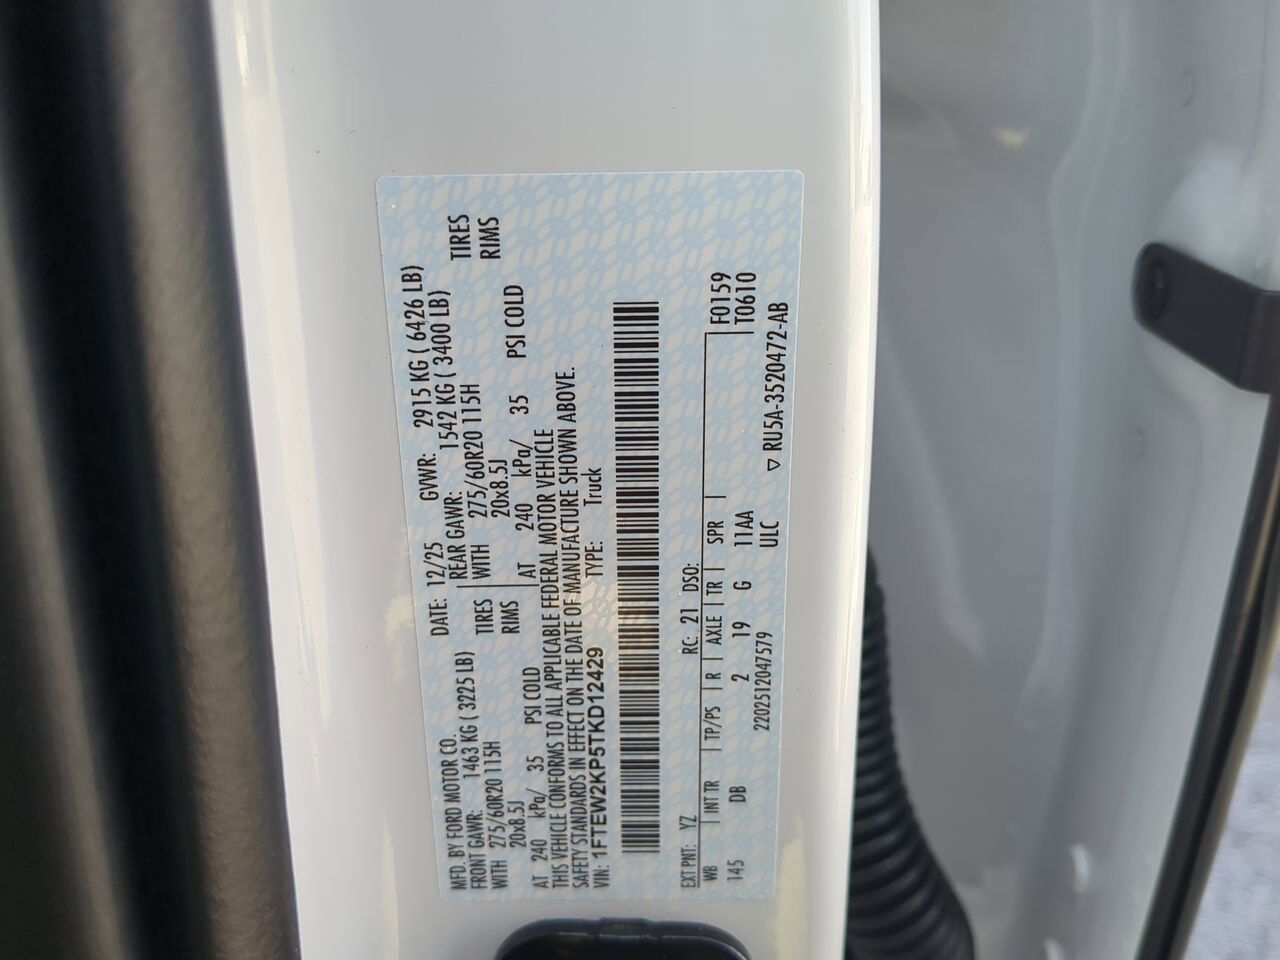 MFD. BY FORD MOTOR CO. DATE: 12/25 GVWR: 2915 KG ( 6426 LB)
FRONT GAWR: 1463 KG ( 3225 LB) REAR GAWR: 1542 KG ( 3400 LB)
WITH 275/60R20 115H TIRES WITH 275/60R20 115H TIRES
20x8.5J RIMS 20x8.5J RIMS
AT 240 kPa/ 35 PSI COLD AT 240 kPa/ 35 PSI COLD
THIS VEHICLE CONFORMS TO ALL APPLICABLE FEDERAL MOTOR VEHICLE
SAFETY STANDARDS IN EFFECT ON THE DATE OF MANUFACTURE SHOWN ABOVE.
VIN: 1FTEW2KP5TKD12429 TYPE: Truck
EXT PNT: YZ RC: 21 DSO:
WB INT TR TP/PS R AXLE TR SPR F0159
145 DB 2 19 G 11AA T0610
2202512047579 ULC ▽ RU5A-3520472-AB